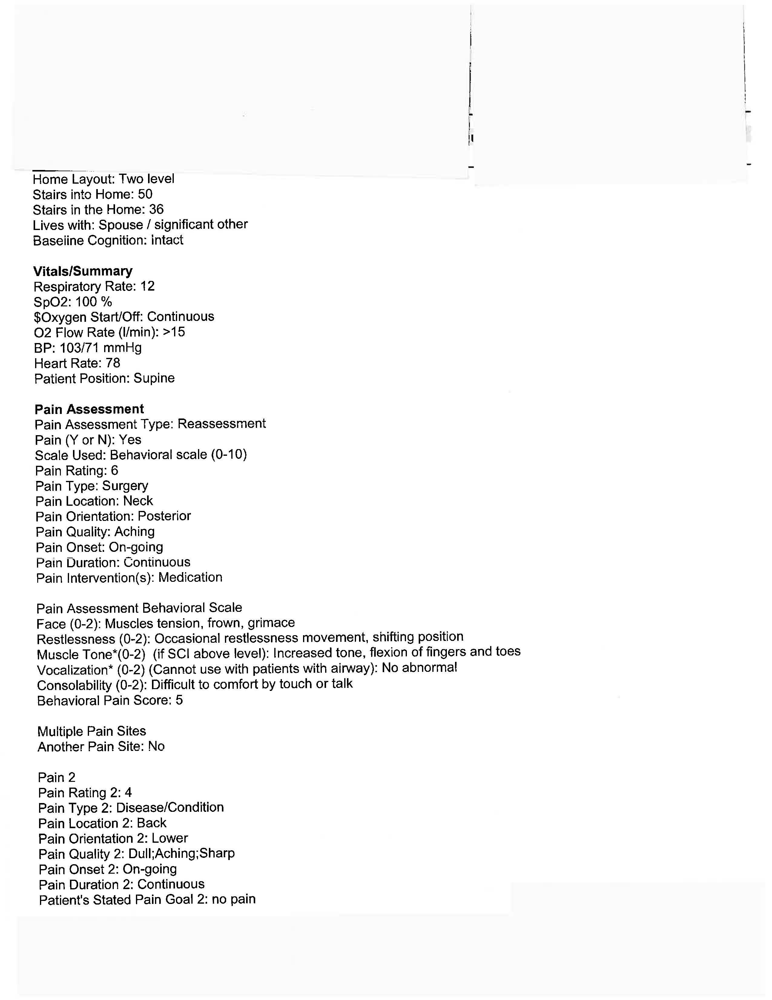 Home Layout: Two level
Stairs into Home: 50
Stairs in the Home: 36
Lives with: Spouse / significant other
Baseline Cognition: intact
Vitals/Summary
Respiratory Rate: 12
SpO2: 100 %
$Oxygen Start/Off: Continuous
O2 Flow Rate (l/min): >15
BP: 103/71 mmHg
Heart Rate: 78
Patient Position: Supine
Pain Assessment
Pain Assessment Type: Reassessment
Pain (Y or N): Yes
Scale Used: Behavioral scale (0-10)
Pain Rating: 6
Pain Type: Surgery
Pain Location: Neck
Pain Orientation: Posterior
Pain Quality: Aching
Pain Onset: On-going
Pain Duration: Continuous
Pain Intervention(s): Medication
Pain Assessment Behavioral Scale
Face (0-2): Muscles tension, frown, grimace
Restlessness (0-2): Occasional restlessness movement, shifting position
Muscle Tone*(0-2)  (if SCI above level): Increased tone, flexion of fingers and toes
Vocalization* (0-2) (Cannot use with patients with airway): No abnormal
Consolability (0-2): Difficult to comfort by touch or talk
Behavioral Pain Score: 5
Multiple Pain Sites
Another Pain Site: No
Pain 2
Pain Rating 2: 4
Pain Type 2: Disease/Condition
Pain Location 2: Back
Pain Orientation 2: Lower
Pain Quality 2: Dull;Aching;Sharp
Pain Onset 2: On-going
Pain Duration 2: Continuous
Patient's Stated Pain Goal 2: no pain